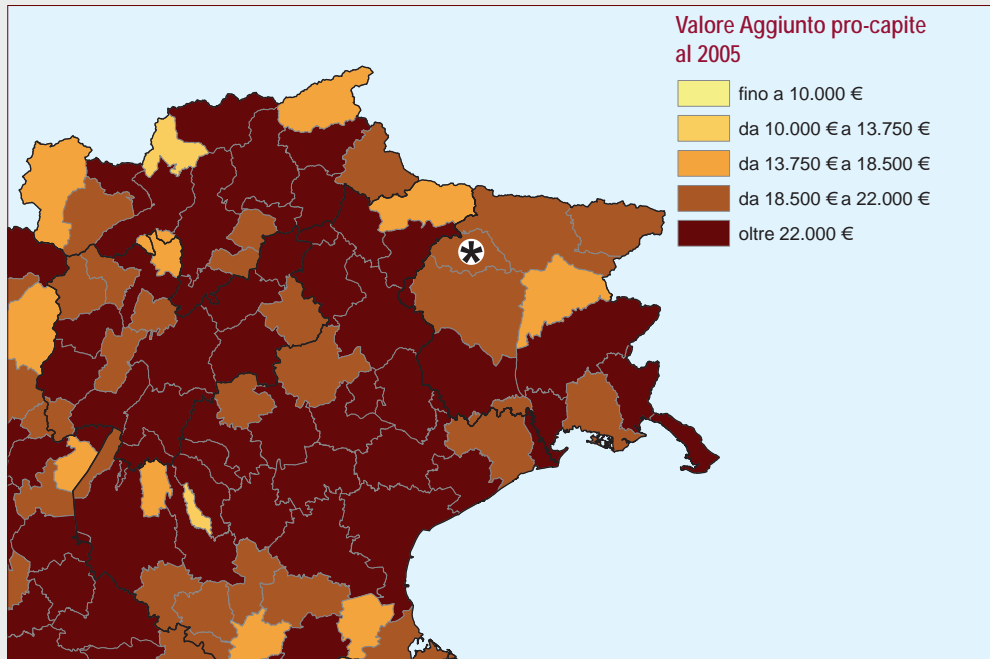 Valore Aggiunto pro-capite
al 2005
fino a 10.000 €
da 10.000 € a 13.750 €
da 13.750 € a 18.500 €
da 18.500 € a 22.000 €
oltre 22.000 €
*